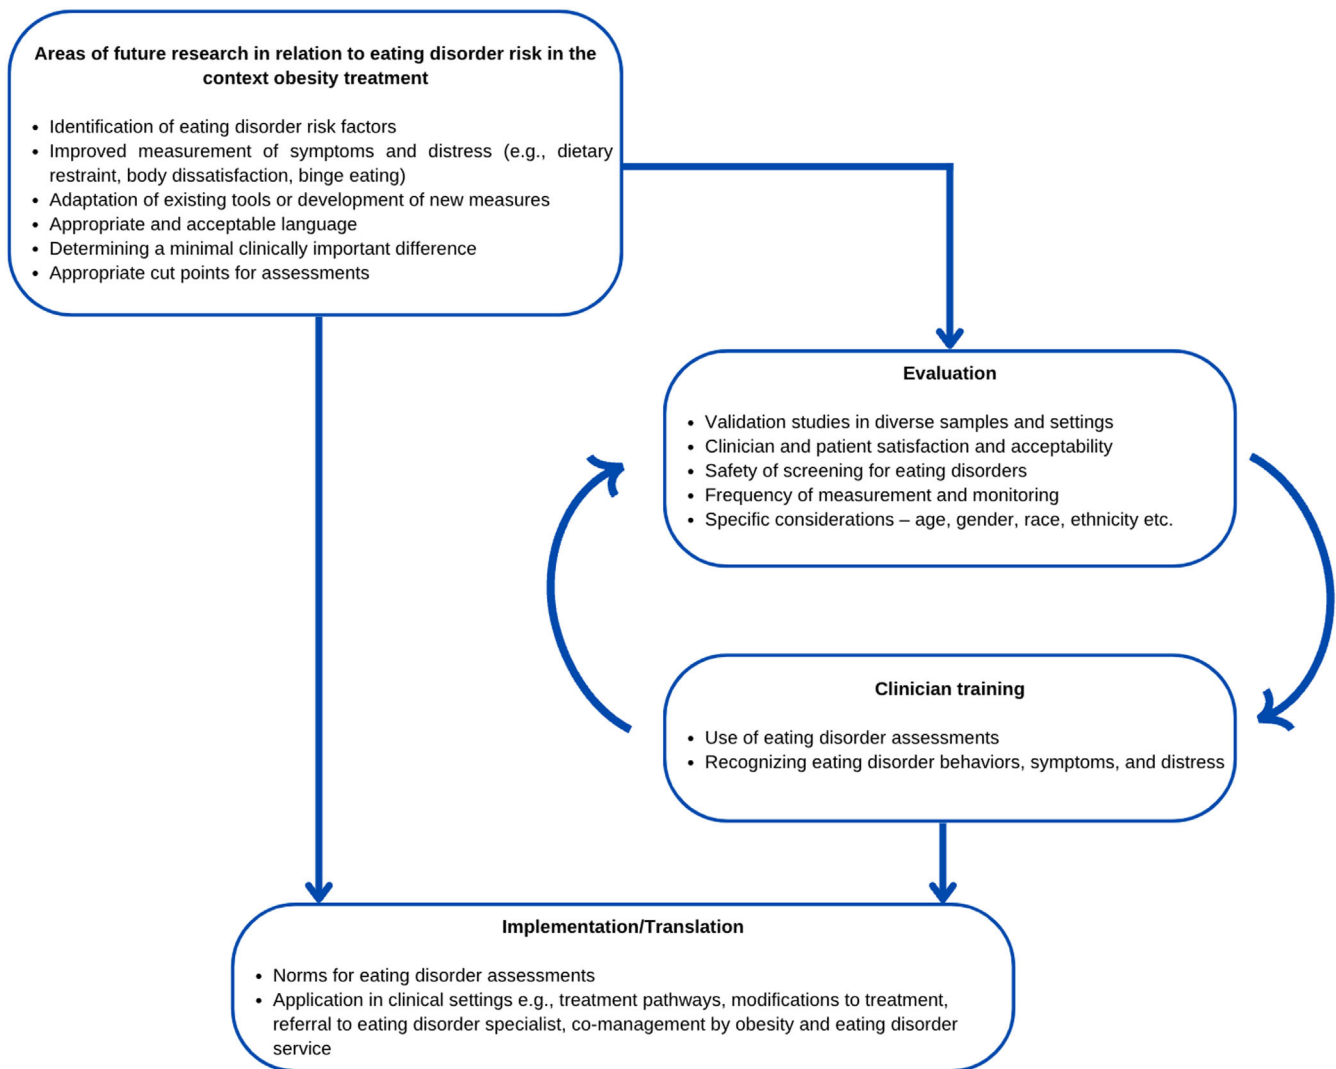 Areas of future research in relation to eating disorder risk in the
context obesity treatment
• Identification of eating disorder risk factors
• Improved measurement of symptoms and distress (e.g., dietary
restraint, body dissatisfaction, binge eating)
• Adaptation of existing tools or development of new measures
• Appropriate and acceptable language
• Determining a minimal clinically important difference
• Appropriate cut points for assessments
Evaluation
• Validation studies in diverse samples and settings
• Clinician and patient satisfaction and acceptability
• Safety of screening for eating disorders
• Frequency of measurement and monitoring
• Specific considerations – age, gender, race, ethnicity etc.
Clinician training
• Use of eating disorder assessments
• Recognizing eating disorder behaviors, symptoms, and distress
Implementation/Translation
• Norms for eating disorder assessments
• Application in clinical settings e.g., treatment pathways, modifications to treatment,
referral to eating disorder specialist, co-management by obesity and eating disorder
service